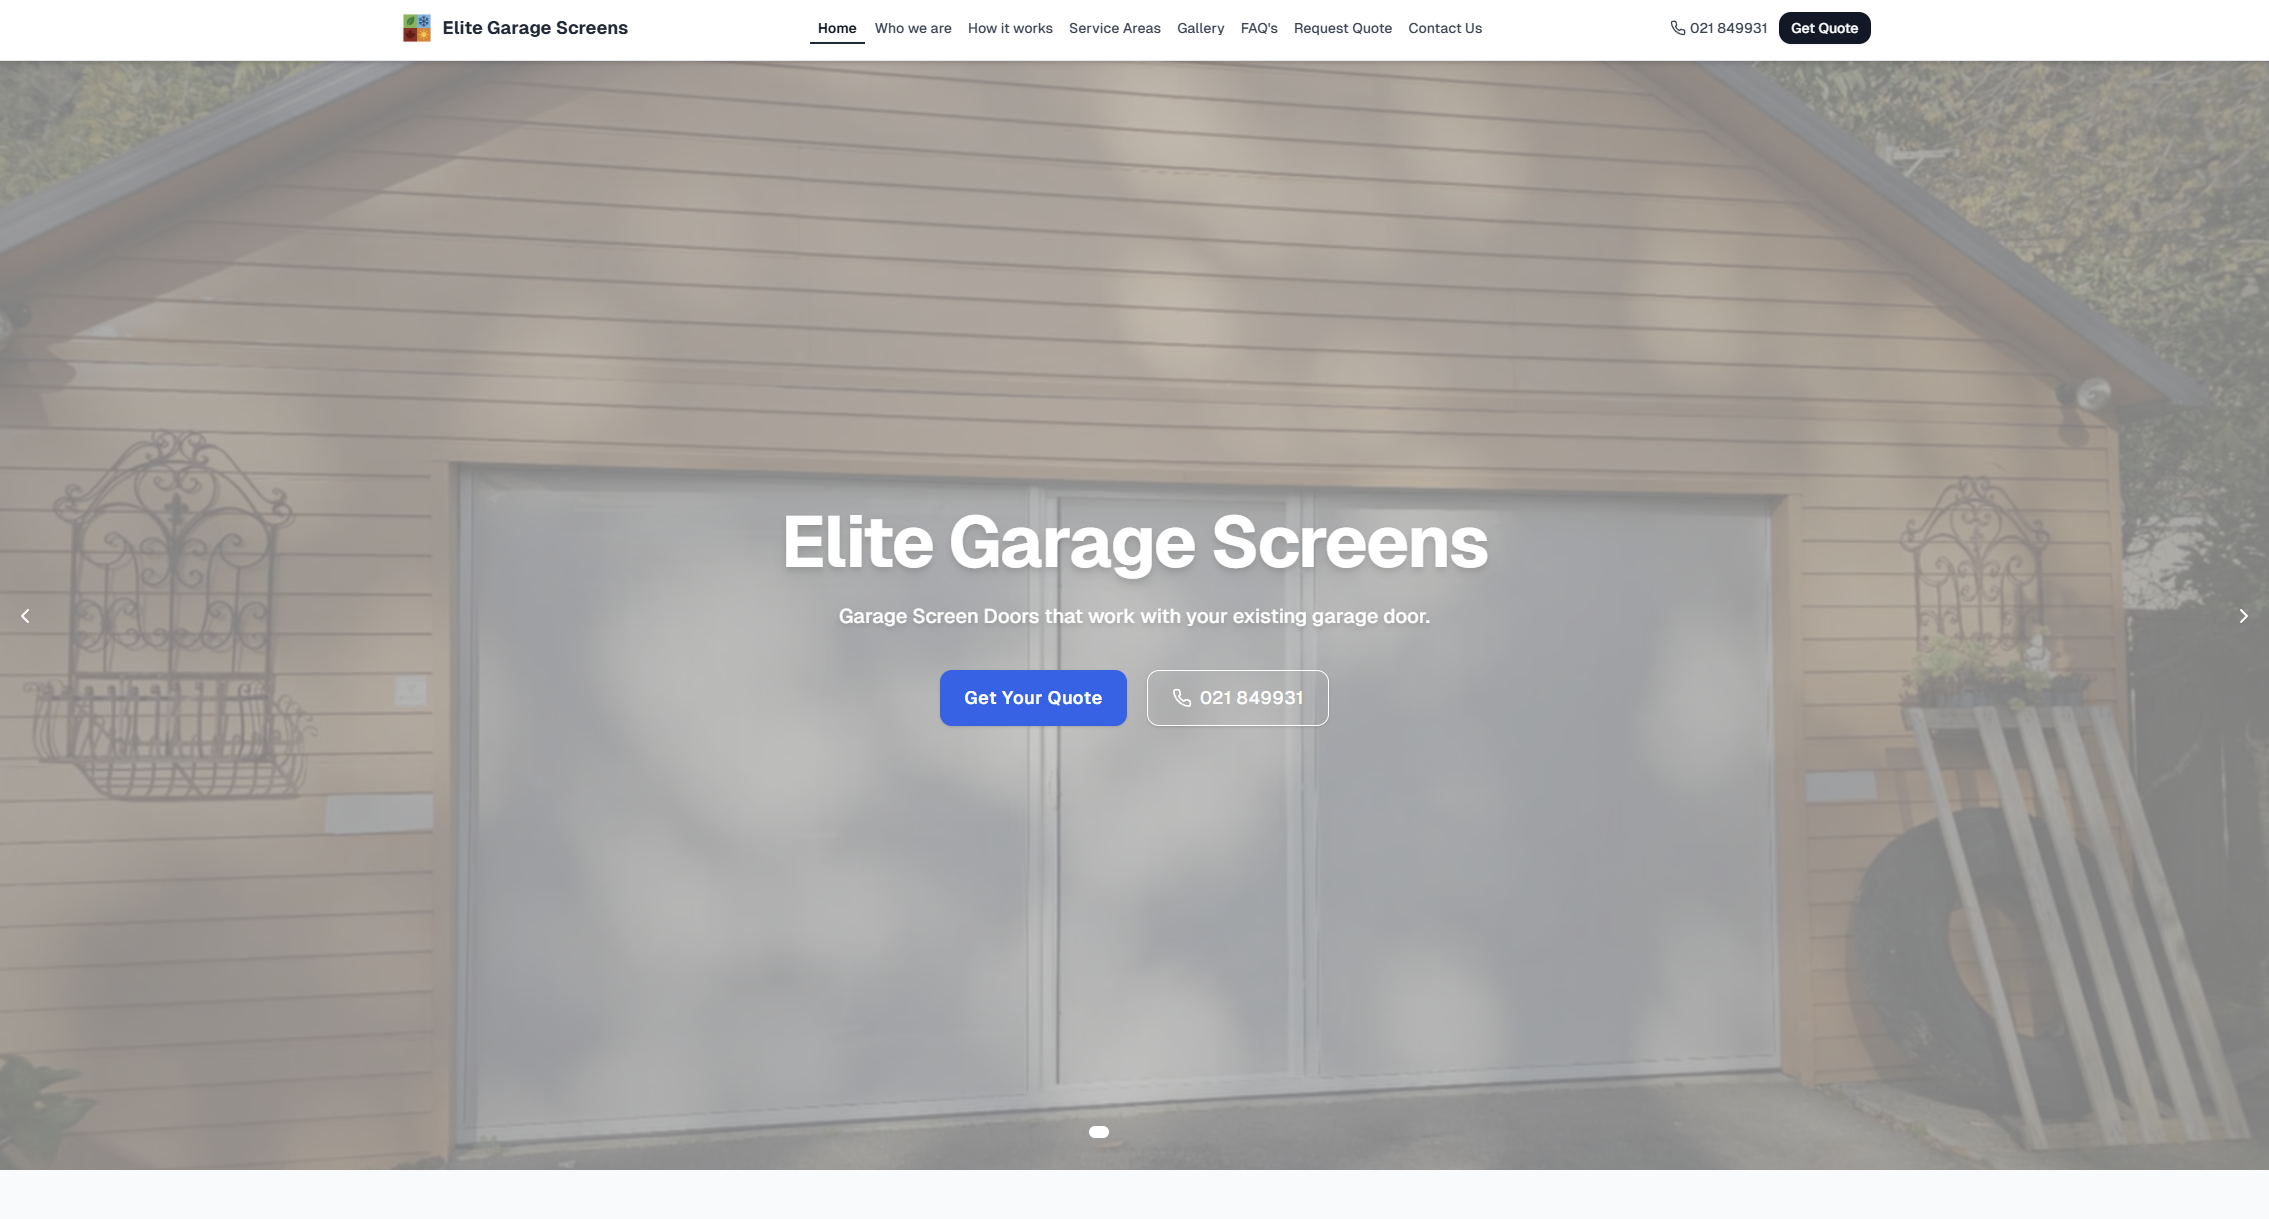 Elite Garage Screens
Home Who we are How it works Service Areas Gallery FAQ's Request Quote Contact Us
021 849931
Get Quote
Elite Garage Screens
Garage Screen Doors that work with your existing garage door.
Get Your Quote
021 849931